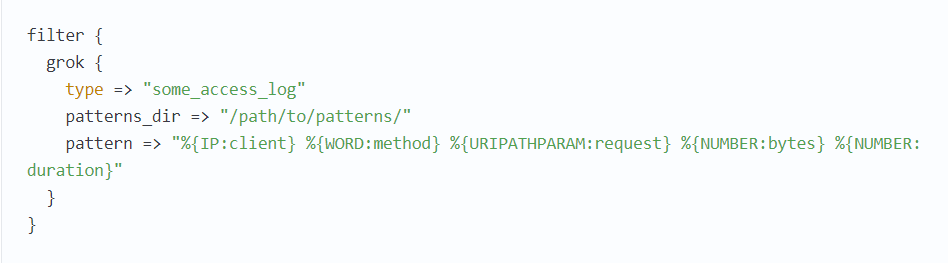 filter {
  grok {
    type => "some_access_log"
    patterns_dir => "/path/to/patterns/"
    pattern => "%{IP:client} %{WORD:method} %{URIPATHPARAM:request} %{NUMBER:bytes} %{NUMBER:
duration}"
  }
}